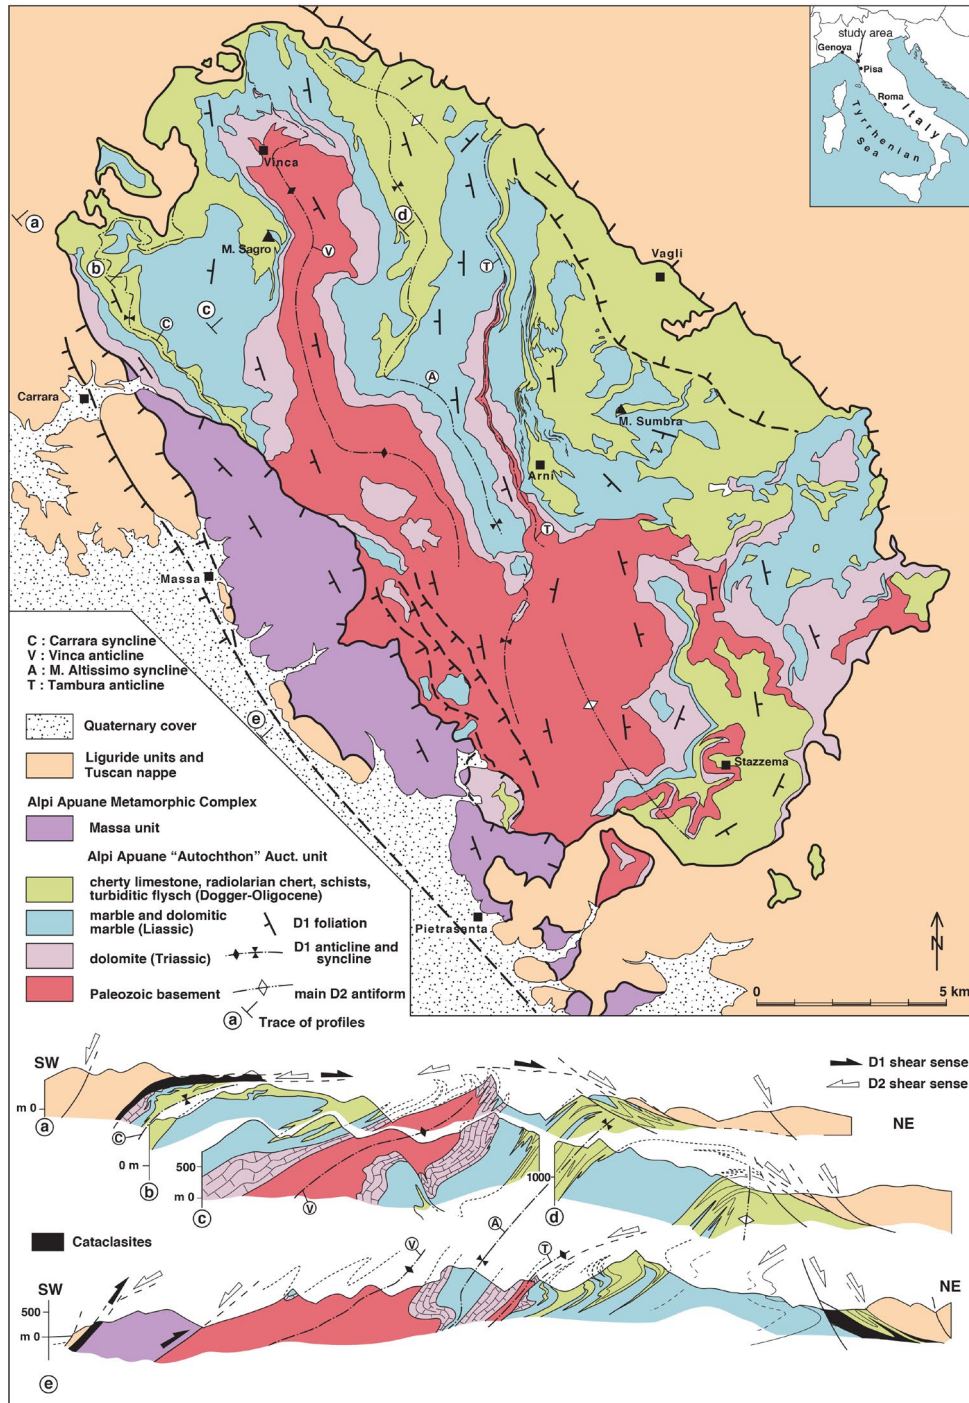 study area
Genova
Pisa
Roma
Italy
Tyrrhenian
Sea
a
Vinca
d
M. Sagro
V
T
Vagli
b
c
C
A
Carrara
M. Sumbra
Arni
T
Massa
C : Carrara syncline
V : Vinca anticline
A : M. Altissimo syncline
T : Tambura anticline
e
Quaternary cover
Stazzema
Liguride units and
Tuscan nappe
Alpi Apuane Metamorphic Complex
Massa unit
Alpi Apuane “Autochthon” Auct. unit
cherty limestone, radiolarian chert, schists,
turbiditic flysch (Dogger-Oligocene)
marble and dolomitic
marble (Liassic)
D1 foliation
Pietrasanta
N
dolomite (Triassic)
D1 anticline and
syncline
Paleozoic basement
main D2 antiform
0 5 km
a Trace of profiles
SW
D1 shear sense
D2 shear sense
m 0
a
NE
C
0 m
b
500
m 0
c
V
1000
d
A
Cataclasites
V
T
SW
NE
500
m 0
e